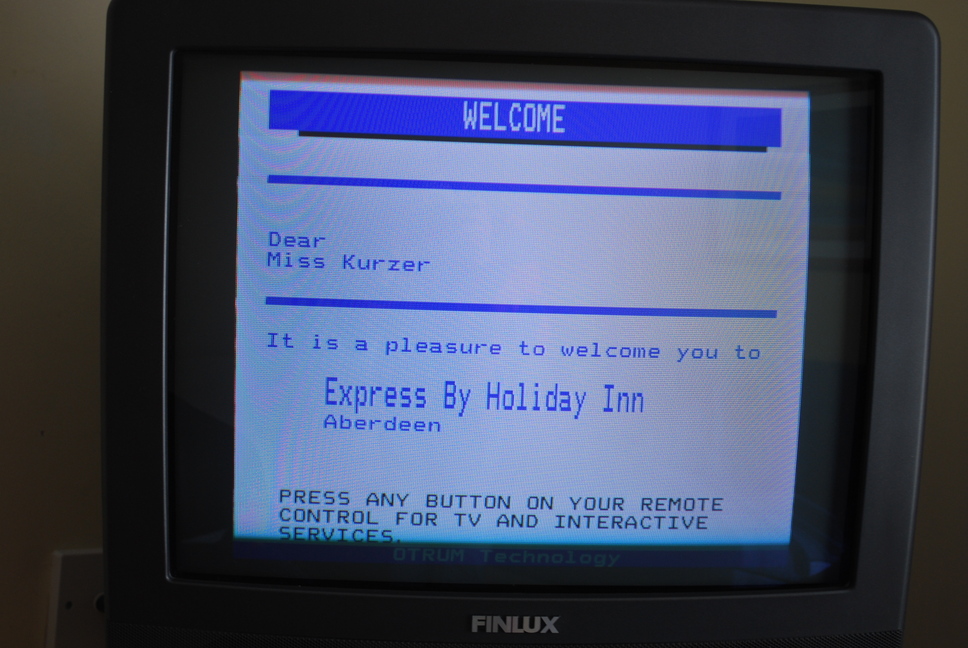 WELCOME
Dear
Miss Kurzer
It is a pleasure to welcome you to
Express By Holiday Inn
Aberdeen
PRESS ANY BUTTON ON YOUR REMOTE
CONTROL FOR TV AND INTERACTIVE
SERVICES.
OTRUM Technology
FINLUX